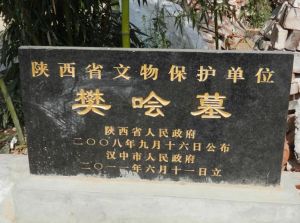 陕西省文物保护单位
樊哙墓
陕西省人民政府
二〇〇八年九月十六日公布
汉中市人民政府
二〇一一年六月十一日立